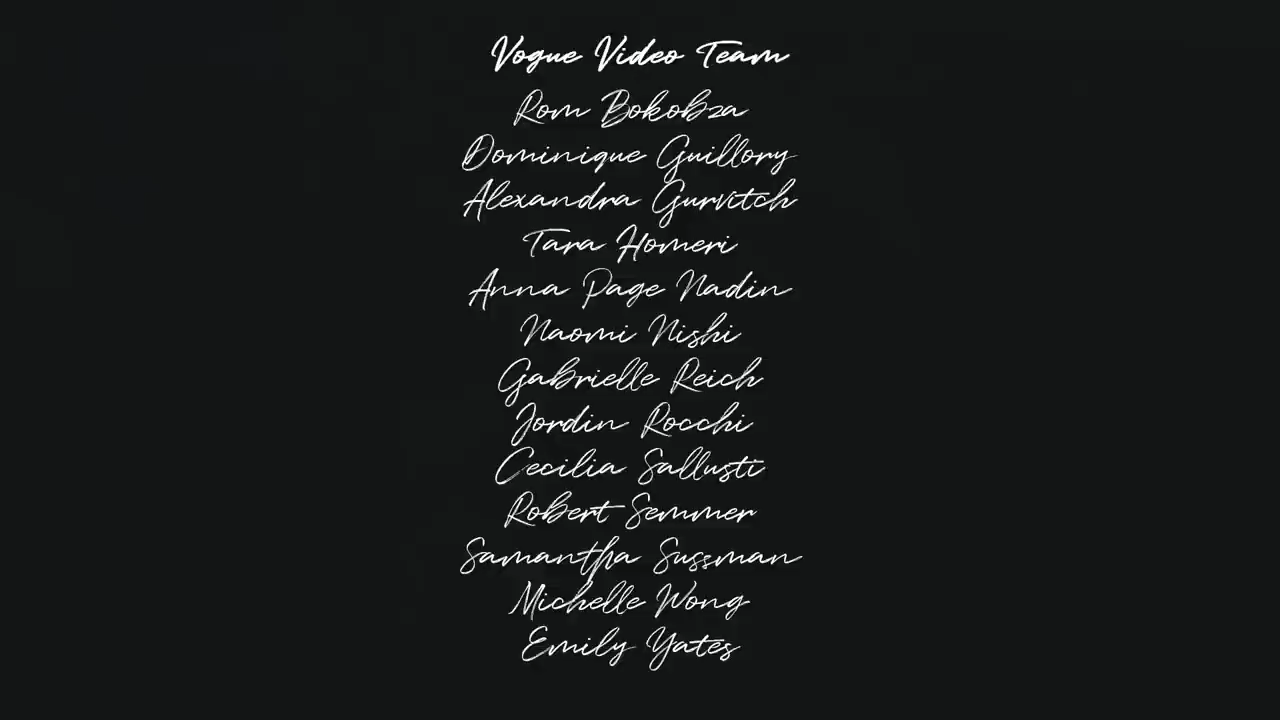 Vogue Video Team
Rom Bokobza
Dominique Guillory
Alexandra Gurvitch
Tara Homeri
Anna Page Nadin
Naomi Nishi
Gabrielle Reich
Jordin Rocchi
Cecilia Sallusti
Robert Semmer
Samantha Sussman
Michelle Wong
Emily Yates